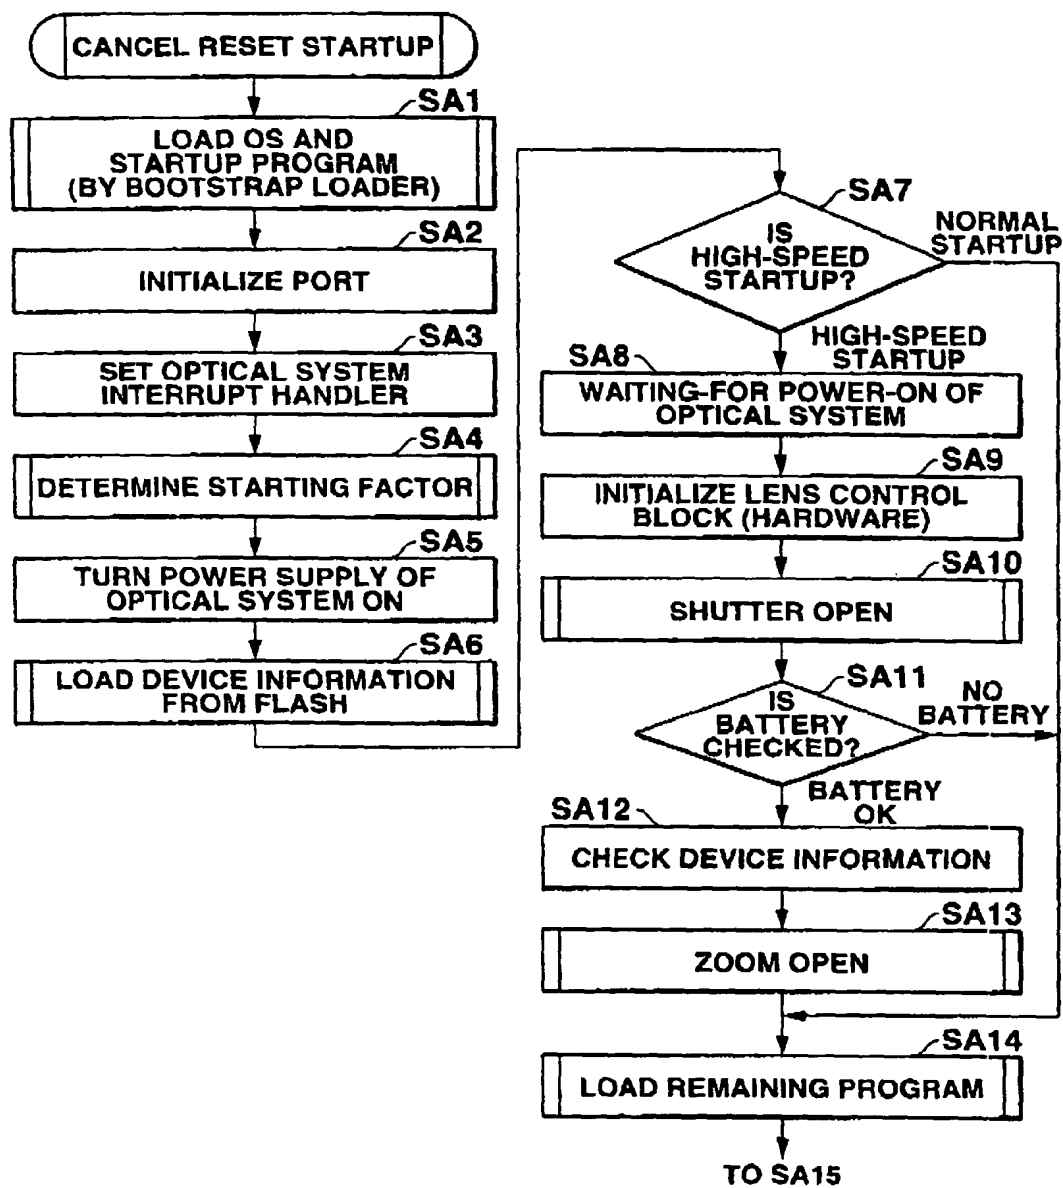 CANCEL RESET STARTUP
SA1
LOAD OS AND
STARTUP PROGRAM
(BY BOOTSTRAP LOADER)
SA2
INITIALIZE PORT
SA3
SET OPTICAL SYSTEM
INTERRUPT HANDLER
SA4
DETERMINE STARTING FACTOR
SA5
TURN POWER SUPPLY OF
OPTICAL SYSTEM ON
SA6
LOAD DEVICE INFORMATION
FROM FLASH
SA7
IS
HIGH-SPEED
STARTUP?
NORMAL
STARTUP
HIGH-SPEED
STARTUP
SA8
WAITING-FOR POWER-ON OF
OPTICAL SYSTEM
SA9
INITIALIZE LENS CONTROL
BLOCK (HARDWARE)
SA10
SHUTTER OPEN
SA11
IS
BATTERY
CHECKED?
NO
BATTERY
BATTERY
OK
SA12
CHECK DEVICE INFORMATION
SA13
ZOOM OPEN
SA14
LOAD REMAINING PROGRAM
TO SA15